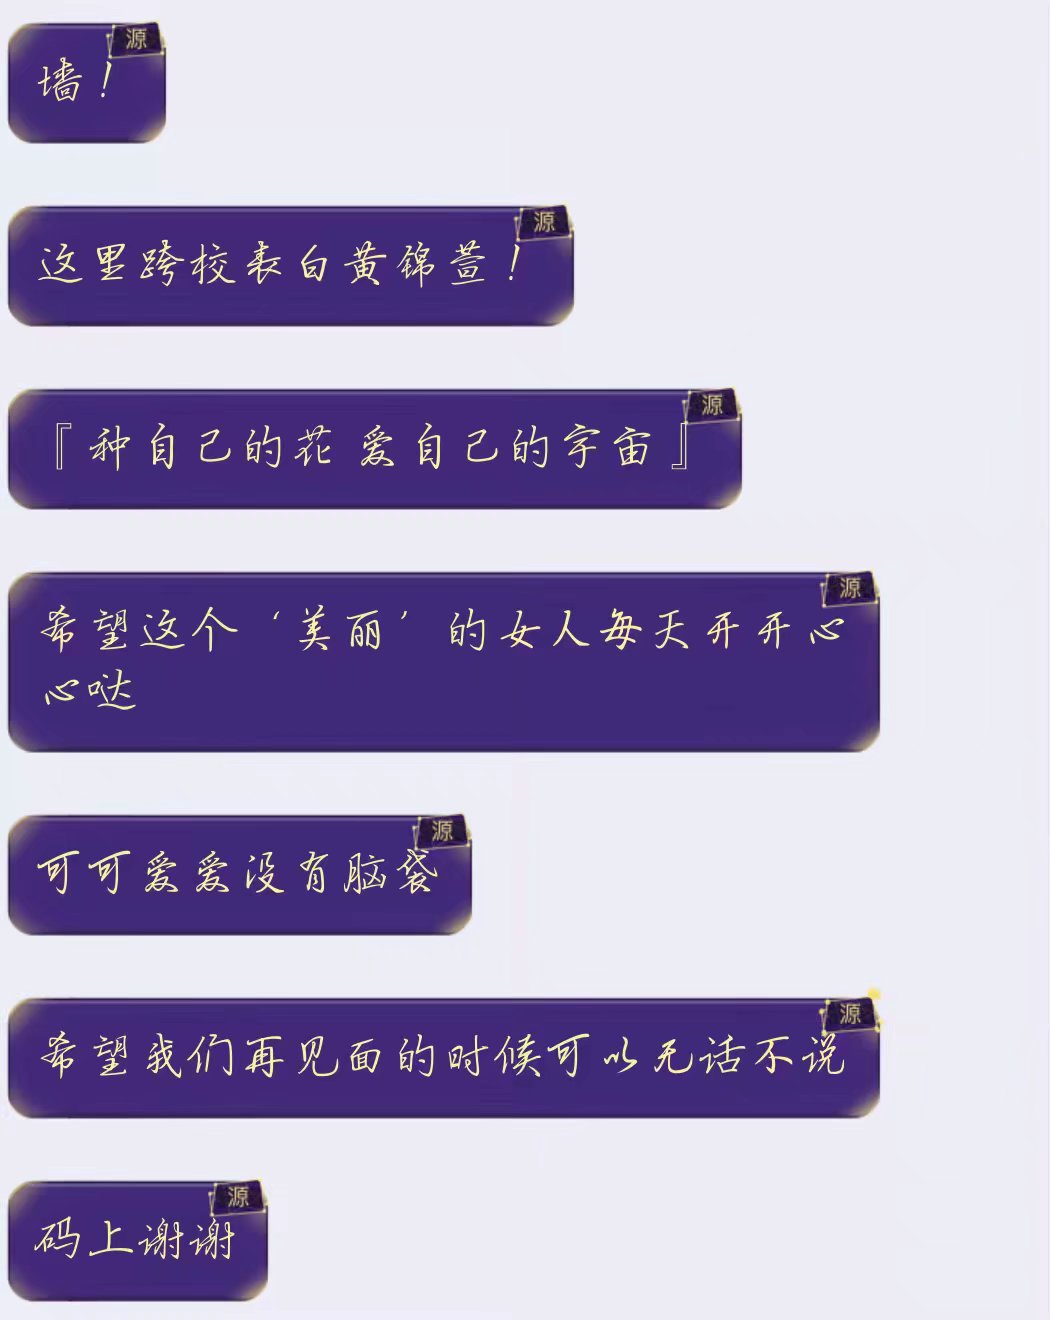 源
墙！
源
这里跨校表白黄锦萱！
源
『种自己的花 爱自己的宇宙』
源
希望这个‘美丽’的女人每天开开心
心哒
源
可可爱爱没有脑袋
源
希望我们再见面的时候可以无话不说
源
码上谢谢